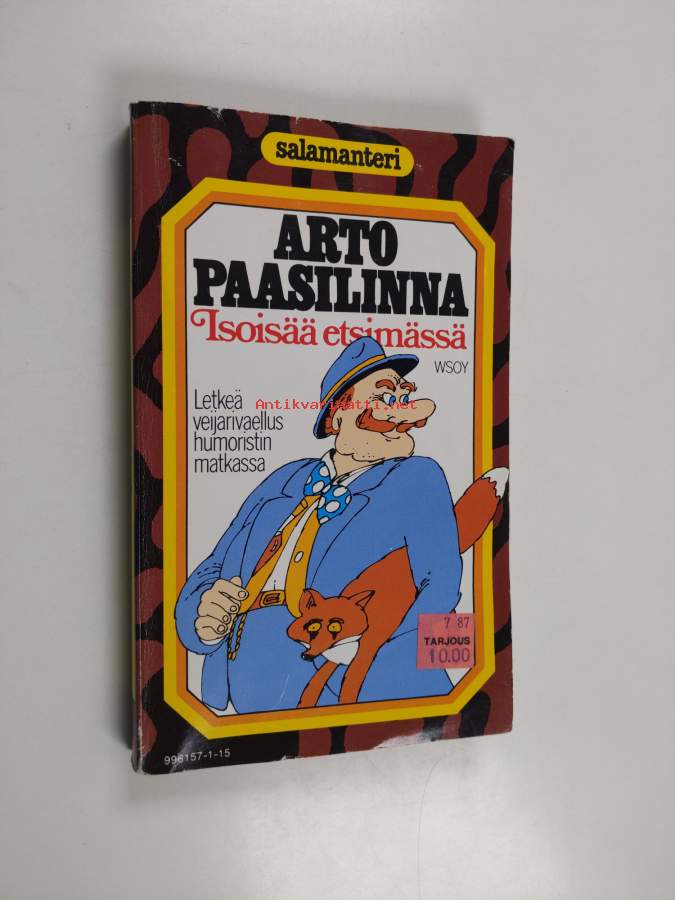 salamanteri
ARTO
PAASILINNA
Isoisää etsimässä
WSOY
Antikvariaatti.net
Letkeä
veijarivaellus
humoristin
matkassa
7 87
TARJOUS
10.00
996157-1-15